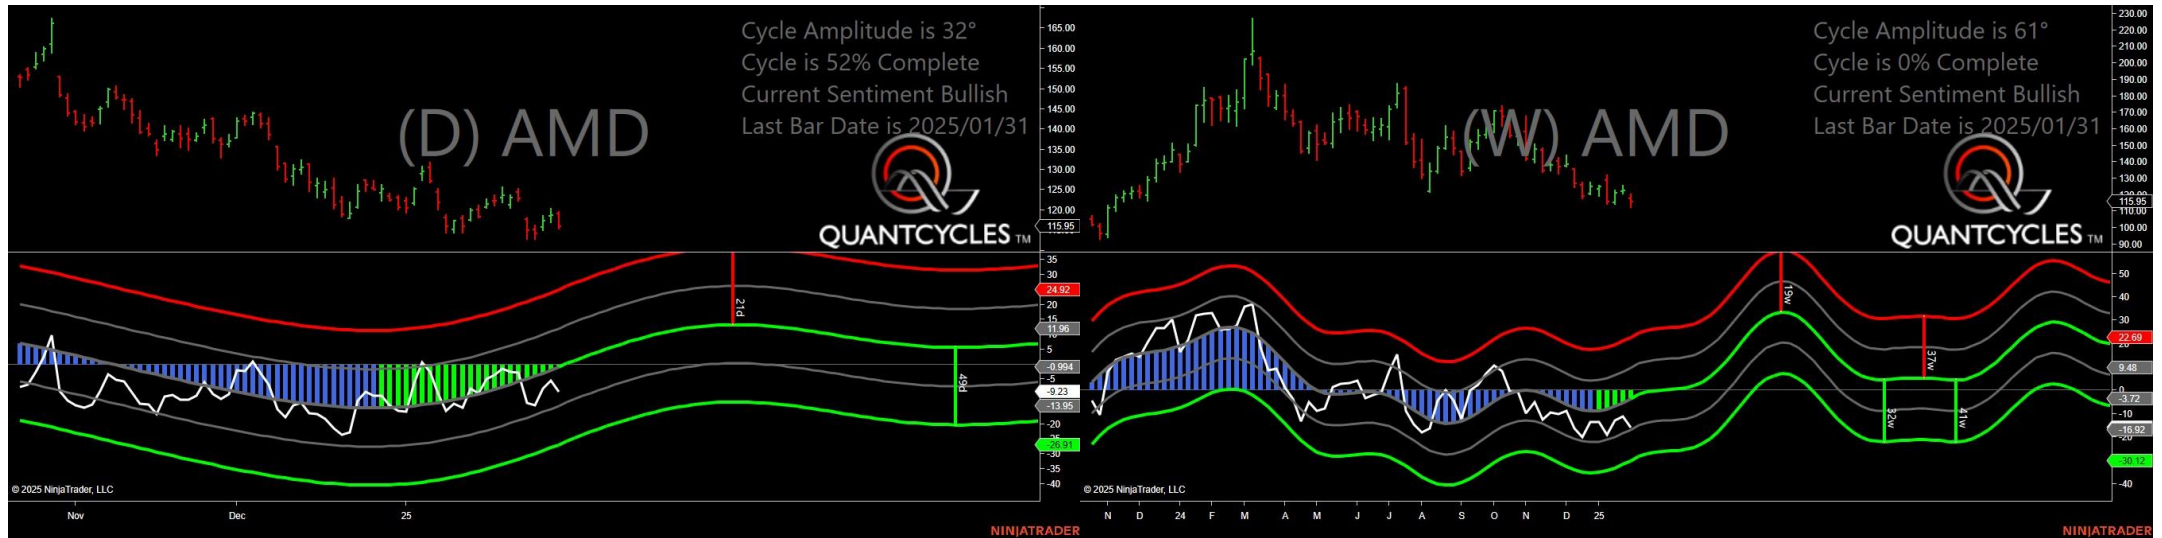 Cycle Amplitude is 32°
Cycle is 52% Complete
Current Sentiment Bullish
Last Bar Date is 2025/01/31
(D) AMD
QUANTCYCLES TM
165.00
160.00
155.00
150.00
145.00
140.00
135.00
130.00
125.00
120.00
115.95
35
30
24.92
20
15
11.96
5
-0.994
-5
-9.23
-13.95
-20
-26.91
-30
-35
-40
21d
49d
© 2025 NinjaTrader, LLC
Nov Dec 25
NINJATRADER
Cycle Amplitude is 61°
Cycle is 0% Complete
Current Sentiment Bullish
Last Bar Date is 2025/01/31
(W) AMD
QUANTCYCLES TM
230.00
220.00
210.00
200.00
190.00
180.00
170.00
160.00
150.00
140.00
130.00
115.95
110.00
100.00
90.00
50
40
30
22.69
9.48
0
-3.72
-10
-16.92
-30.12
-40
19w
37w
32w
41w
© 2025 NinjaTrader, LLC
N D 24 F M A M J J A S O N D 25
NINJATRADER